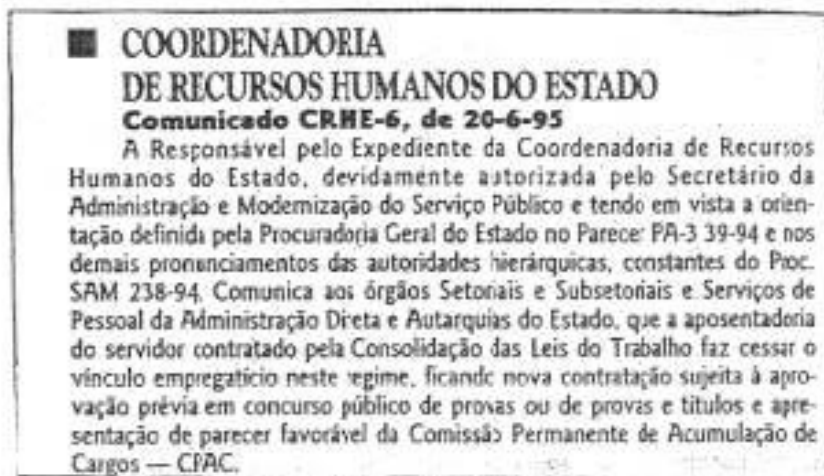 ■ COORDENADORIA
DE RECURSOS HUMANOS DO ESTADO
Comunicado CRHE-6, de 20-6-95
A Responsável pelo Expediente da Coordenadoria de Recursos
Humanos do Estado, devidamente autorizada pelo Secretário da
Administração e Modernização do Serviço Público e tendo em vista a orien-
tação definida pela Procuradoria Geral do Estado no Parecer PA-3 39-94 e nos
demais pronunciamentos das autoridades hierárquicas, constantes do Proc.
SAM 238-94, Comunica aos órgãos Setoriais e Subsetoriais e Serviços de
Pessoal da Administração Direta e Autarquias do Estado, que a aposentadoria
do servidor contratado pela Consolidação das Leis do Trabalho faz cessar o
vínculo empregatício neste regime, ficando nova contratação sujeita à apro-
vação prévia em concurso público de provas ou de provas e títulos e apre-
sentação de parecer favorável da Comissão Permanente de Acumulação de
Cargos — CPAC.